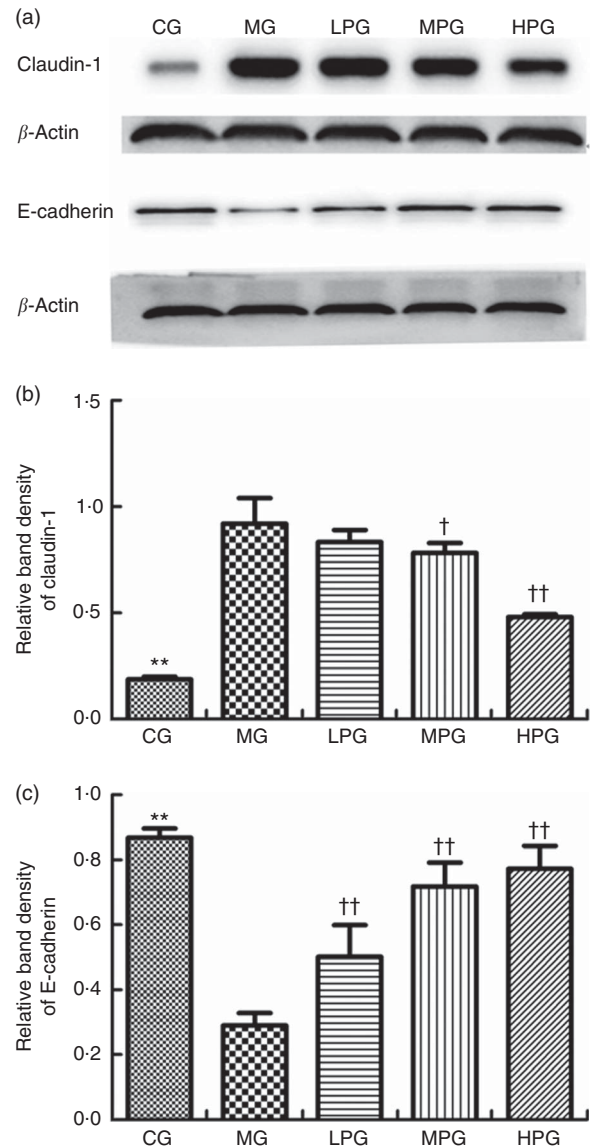 (a)
CG MG LPG MPG HPG
Claudin-1
β-Actin
E-cadherin
β-Actin
(b)
Relative band density
of claudin-1
1·5
1·0
0·5
0·0
**
†
††
CG MG LPG MPG HPG
(c)
Relative band density
of E-cadherin
1·0
0·8
0·6
0·4
0·2
0·0
**
††
††
††
CG MG LPG MPG HPG